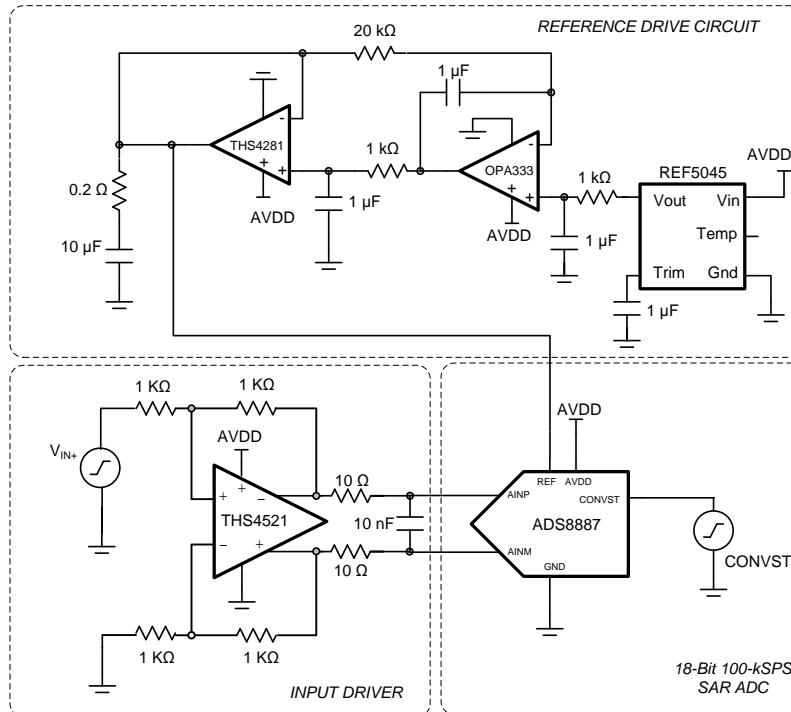 REFERENCE DRIVE CIRCUIT
20 kΩ
1 µF
-
THS4281
+
+
AVDD
1 kΩ
1 µF
-
OPA333
+
+
AVDD
1 kΩ
1 µF
REF5045
AVDD
Vout
Vin
Temp
Trim
Gnd
1 µF
0.2 Ω
10 µF
1 KΩ
1 KΩ
AVDD
VIN+
+
+
−
THS4521
−
+
10 Ω
10 nF
10 Ω
1 KΩ
1 KΩ
INPUT DRIVER
AVDD
REF
AVDD
CONVST
AINP
ADS8887
AINM
GND
CONVST
18-Bit 100-kSPS
SAR ADC